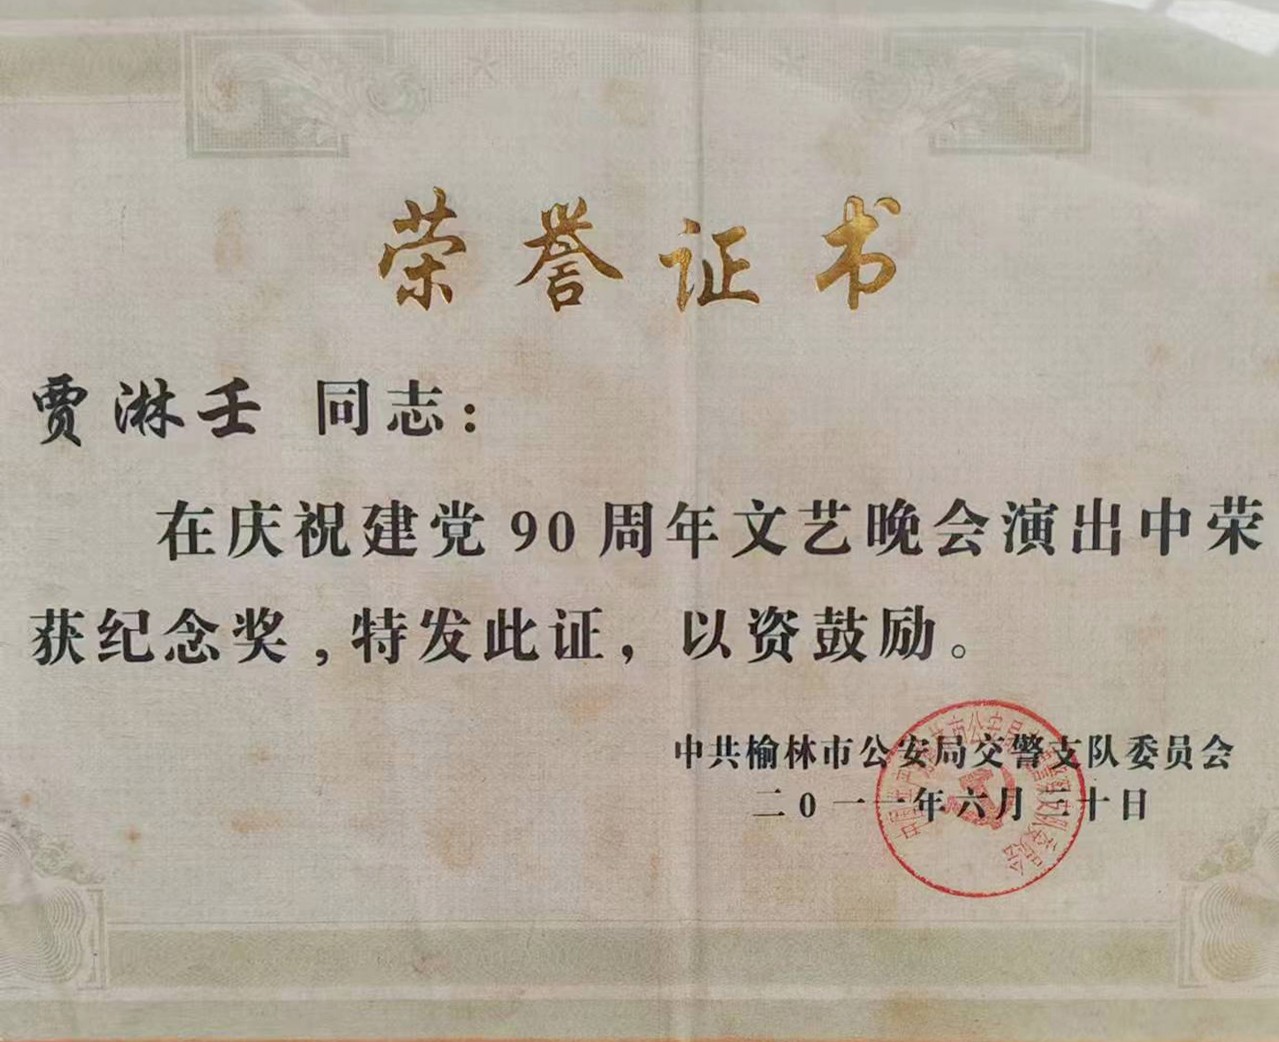 荣誉证书
贾淋壬 同志：
在庆祝建党90周年文艺晚会演出中荣
获纪念奖,特发此证，以资鼓励。
中共榆林市公安局交警支队委员会
二0一一年六月三十日